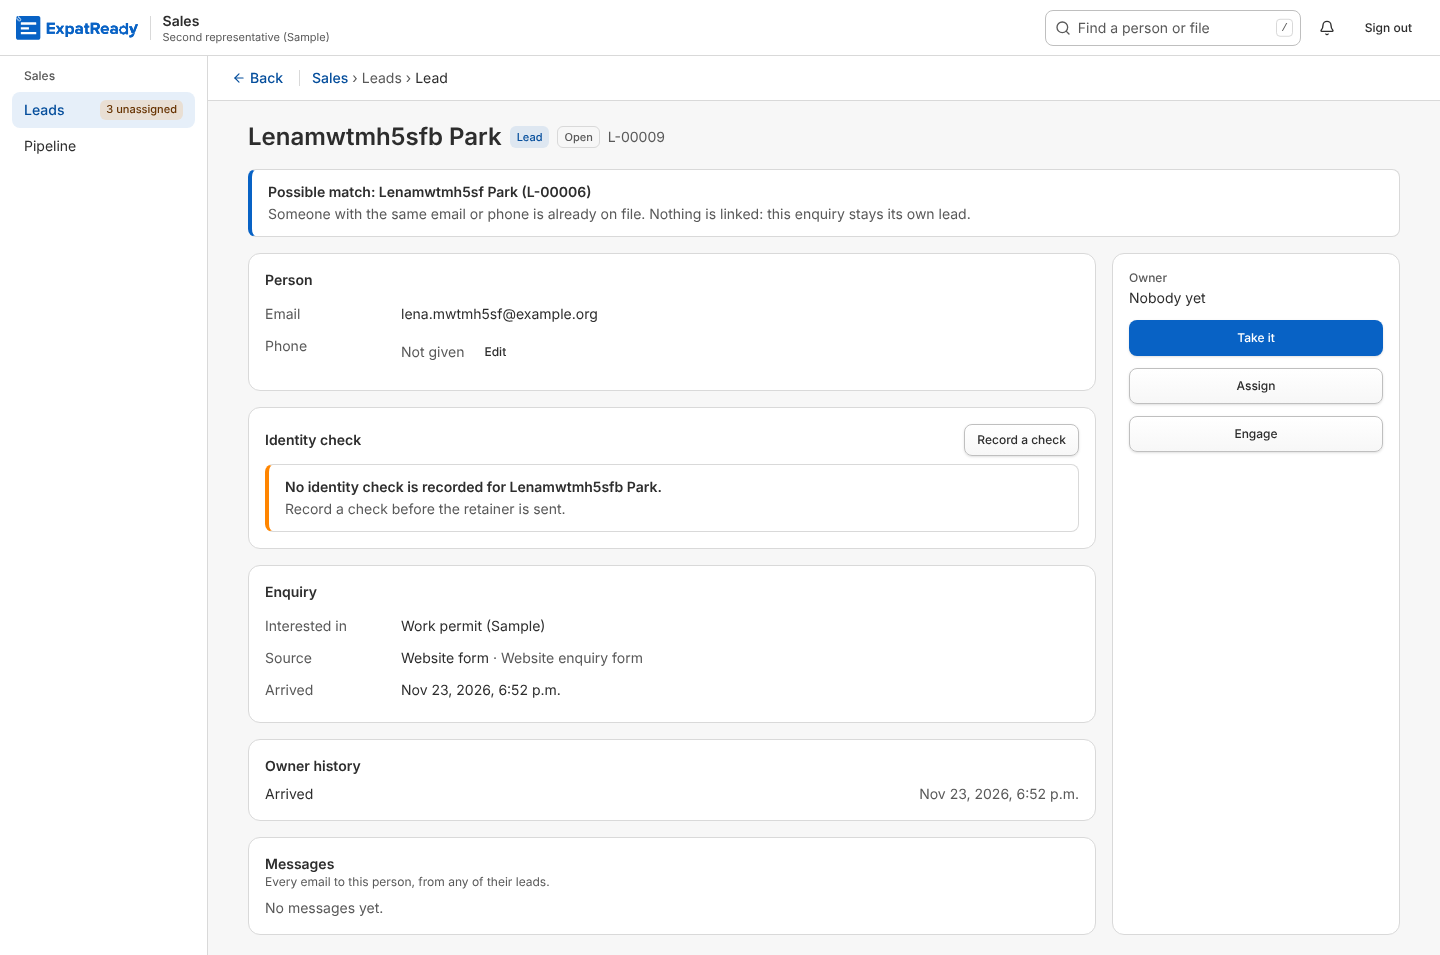 ExpatReady
Sales
Second representative (Sample)
Find a person or file
/
Sign out
Sales
Leads
3 unassigned
Pipeline
← Back
Sales › Leads › Lead
Lenamwtmh5sfb Park
Lead
Open
L-00009
Possible match: Lenamwtmh5sf Park (L-00006)
Someone with the same email or phone is already on file. Nothing is linked: this enquiry stays its own lead.
Person
Email
lena.mwtmh5sf@example.org
Phone
Not given
Edit
Identity check
Record a check
No identity check is recorded for Lenamwtmh5sfb Park.
Record a check before the retainer is sent.
Enquiry
Interested in
Work permit (Sample)
Source
Website form · Website enquiry form
Arrived
Nov 23, 2026, 6:52 p.m.
Owner history
Arrived
Nov 23, 2026, 6:52 p.m.
Messages
Every email to this person, from any of their leads.
No messages yet.
Owner
Nobody yet
Take it
Assign
Engage